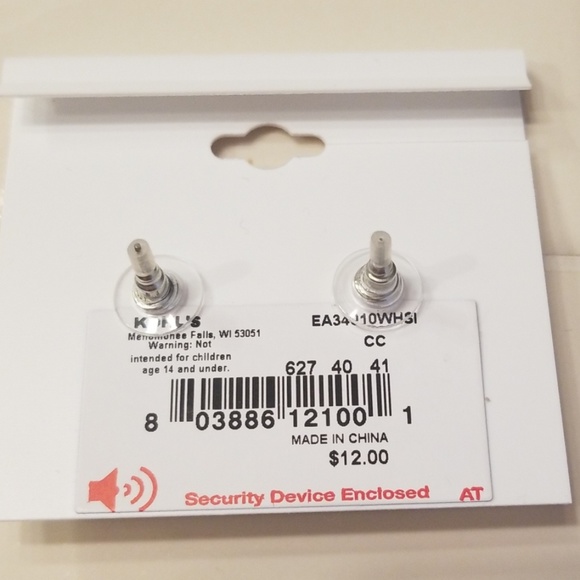 KOHL'S
Menomonee Falls, WI 53051
Warning: Not
intended for children
age 14 and under.
CC
627 40 41
8 03886 12100 1
MADE IN CHINA
$12.00
Security Device Enclosed AT